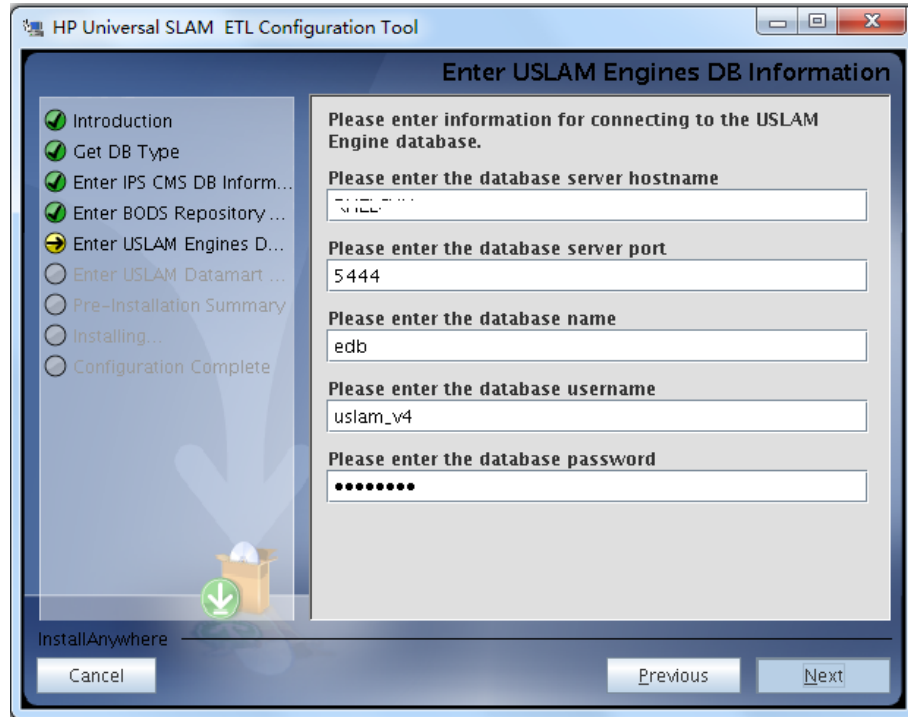 HP Universal SLAM ETL Configuration Tool
Enter USLAM Engines DB Information
Introduction
Get DB Type
Enter IPS CMS DB Inform...
Enter BODS Repository ...
Enter USLAM Engines D...
Enter USLAM Datamart ...
Pre-Installation Summary
Installing...
Configuration Complete
Please enter information for connecting to the USLAM
Engine database.
Please enter the database server hostname
Please enter the database server port
5444
Please enter the database name
edb
Please enter the database username
uslam_v4
Please enter the database password
••••••••
InstallAnywhere
Cancel
Previous
Next